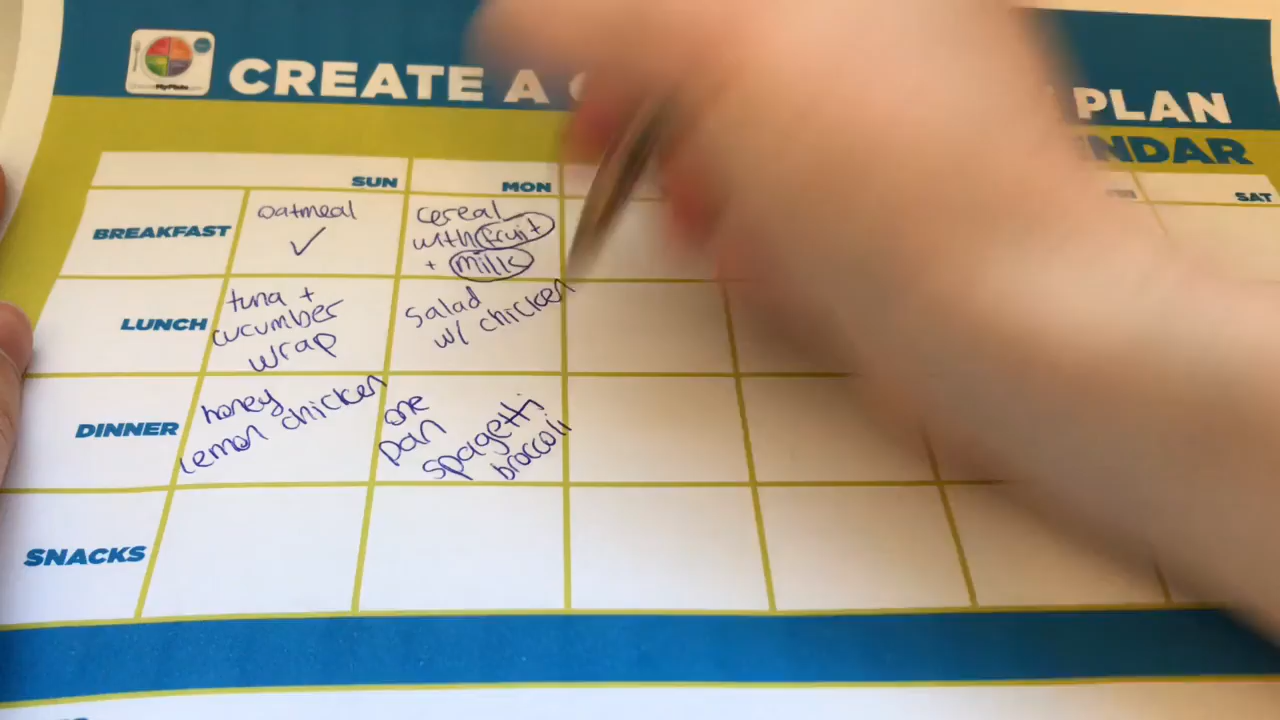 CREATE A
PLAN
NDAR
SUN
MON
SAT
BREAKFAST
oatmeal
✓
cereal
with fruit
+ milk
LUNCH
tuna +
cucumber
wrap
salad
w/ chicken
DINNER
honey
lemon chicken
one
pan
spagetti
broccoli
SNACKS